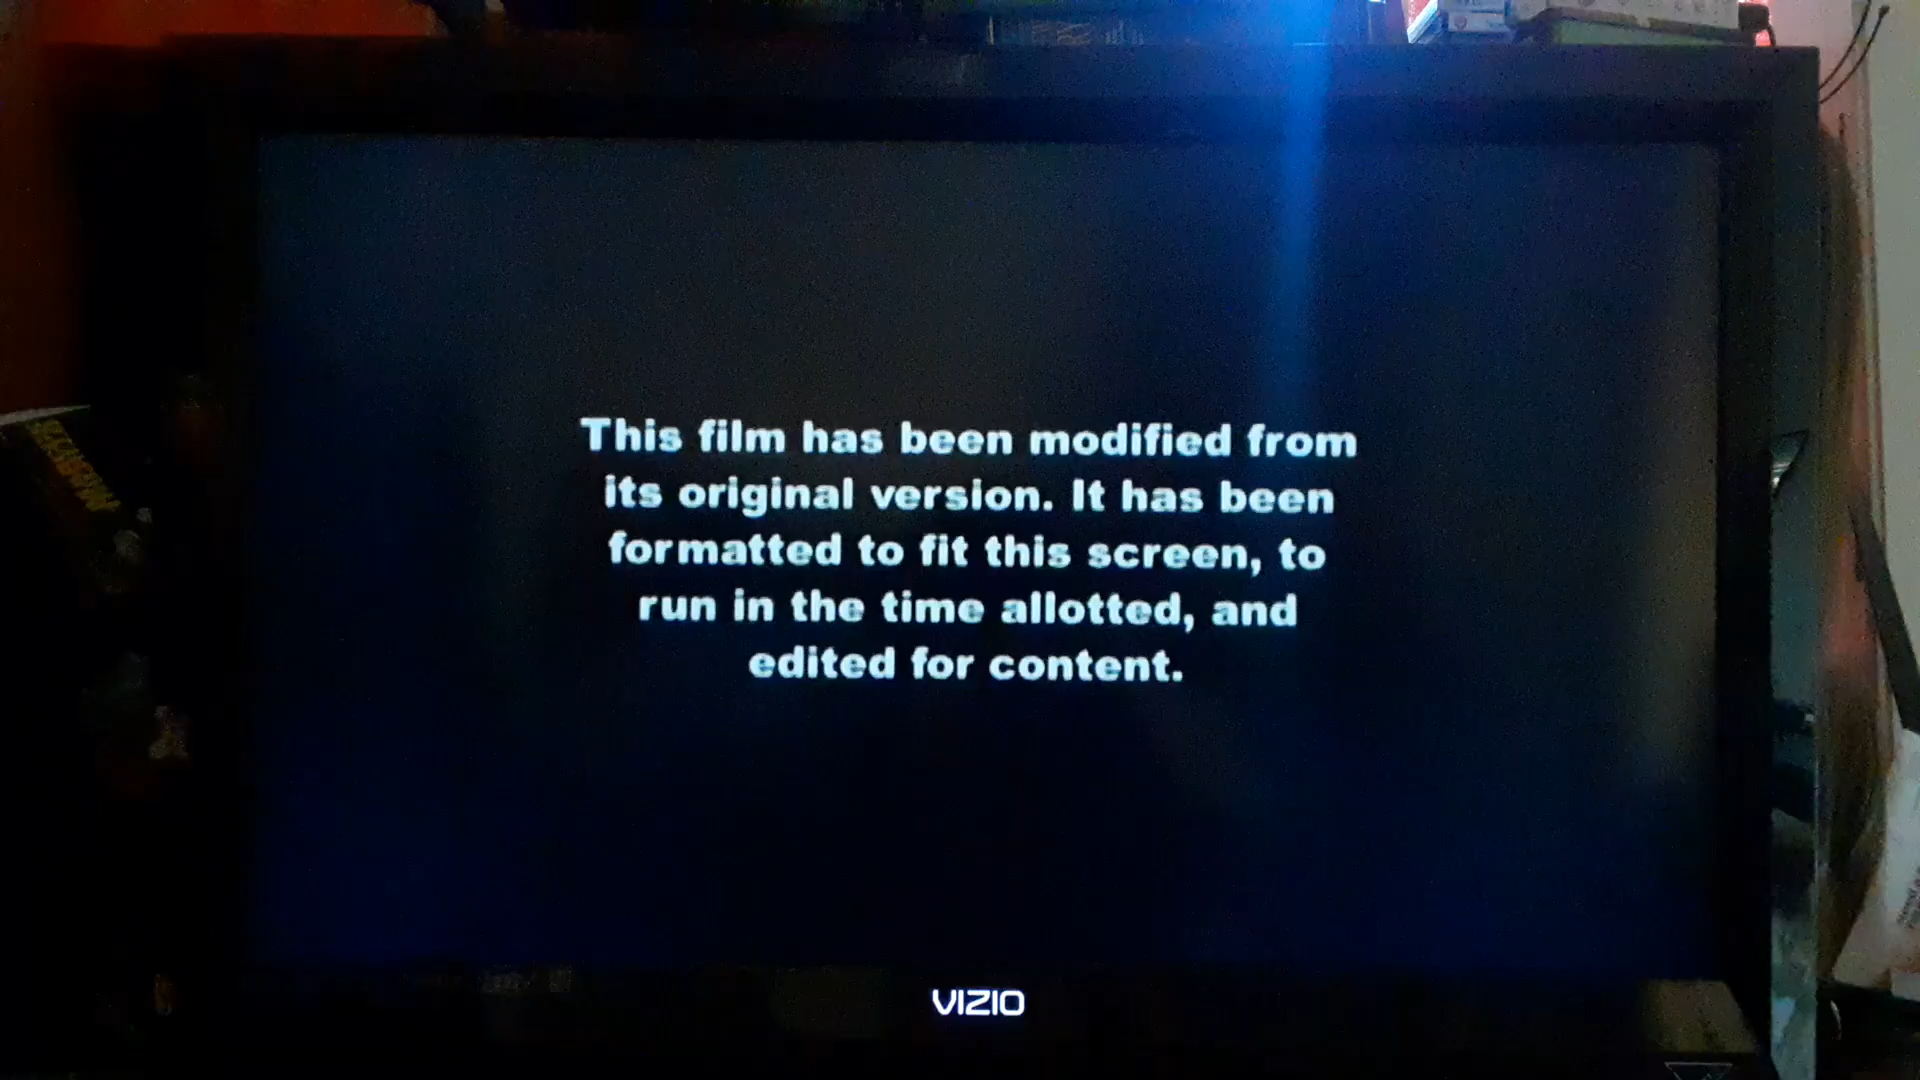 This film has been modified from
its original version. It has been
formatted to fit this screen, to
run in the time allotted, and
edited for content.
VIZIO